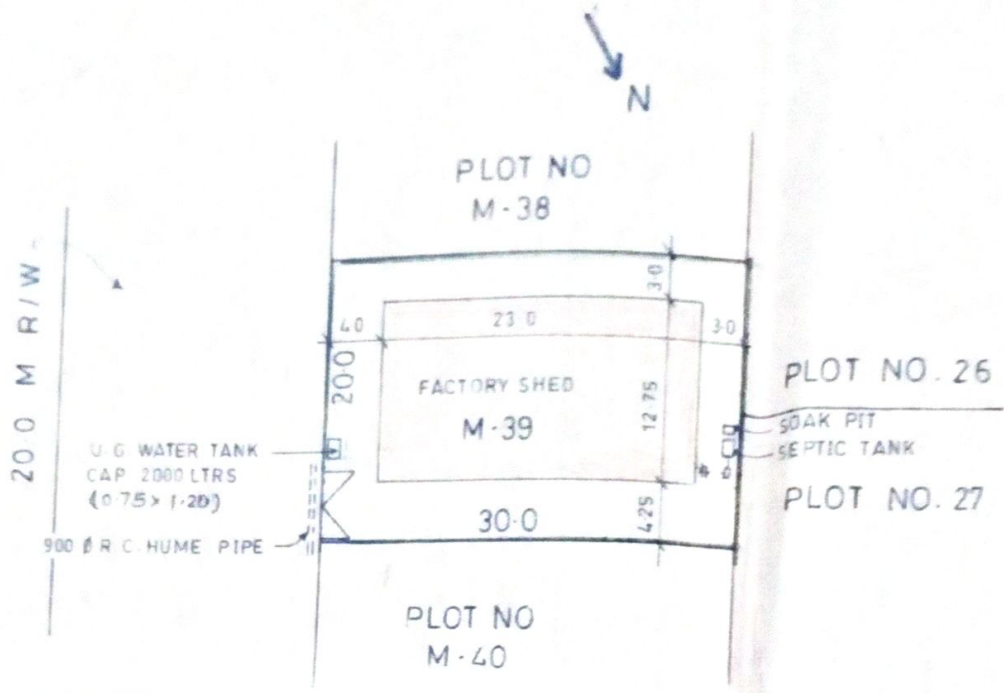 N
PLOT NO
M-38
20.0 M R/W
3.0
4.0
23.0
3.0
20.0
FACTORY SHED
M-39
12.75
PLOT NO. 26
SOAK PIT
SEPTIC TANK
PLOT NO. 27
U.G. WATER TANK
CAP 2000 LTRS
(0.75 x 1.20)
900 Ø R.C. HUME PIPE
30.0
4.25
PLOT NO
M-40